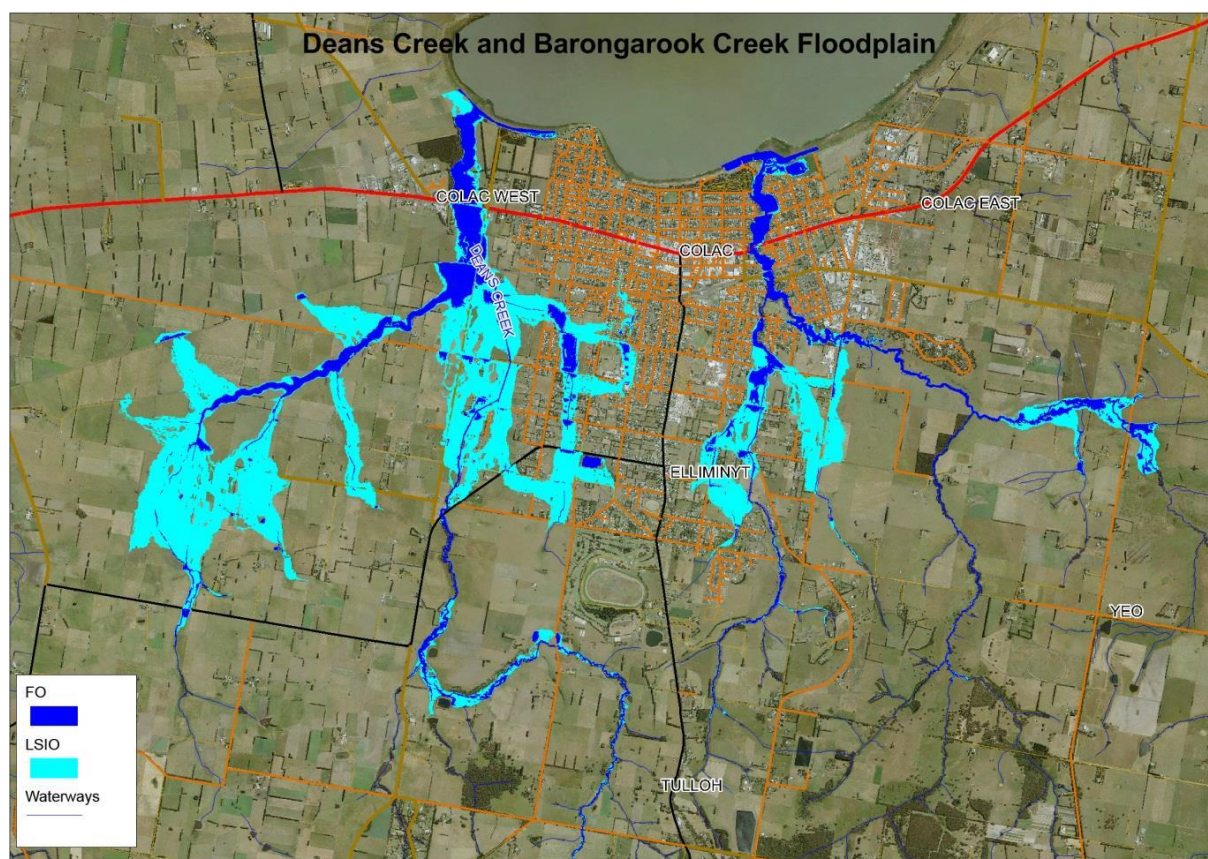 Deans Creek and Barongarook Creek Floodplain
COLAC WEST
COLAC EAST
COLAC
DEANS CREEK
ELLIMINYT
YEO
TULLOH
FO
LSIO
Waterways